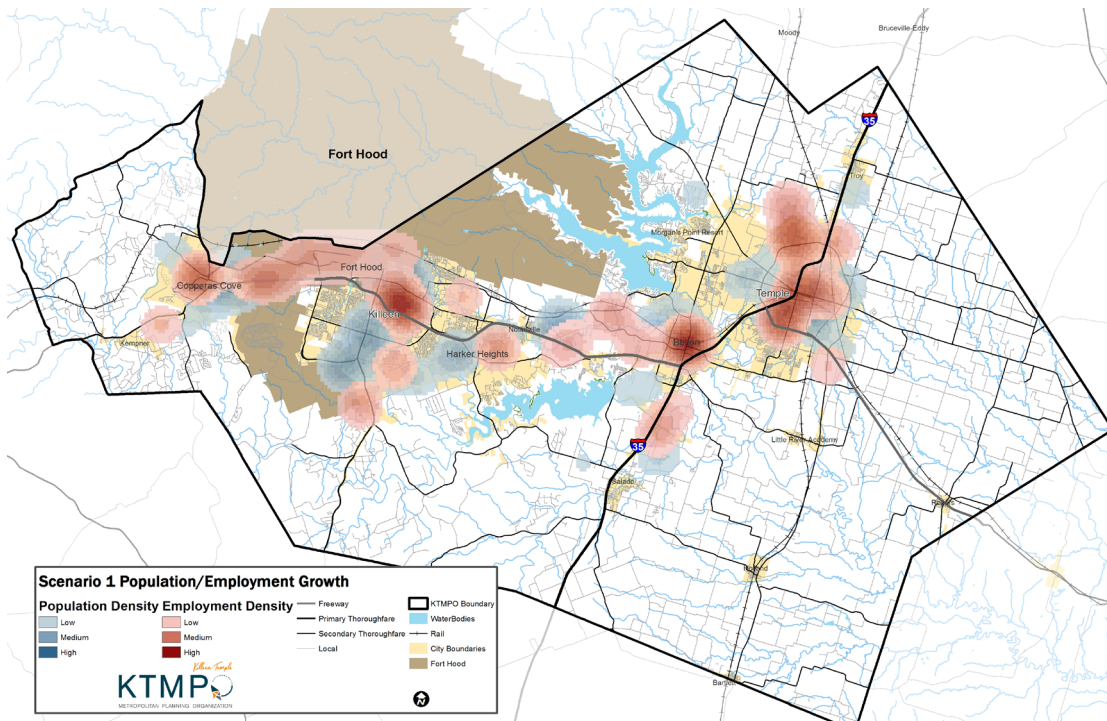 Bruceville-Eddy
Moody
35
Fort Hood
Troy
Morgan's Point Resort
Fort Hood
Copperas Cove
Temple
Killeen
Nolanville
Kempner
Belton
Harker Heights
Little River Academy
35
Salado
Rogers
Holland
Bartlett
Scenario 1 Population/Employment Growth
Population Density Employment Density
Low
Medium
High
Low
Medium
High
Freeway
Primary Thoroughfare
Secondary Thoroughfare
Local
KTMPO Boundary
WaterBodies
Rail
City Boundaries
Fort Hood
Killeen Temple
KTMPO
METROPOLITAN PLANNING ORGANIZATION
N